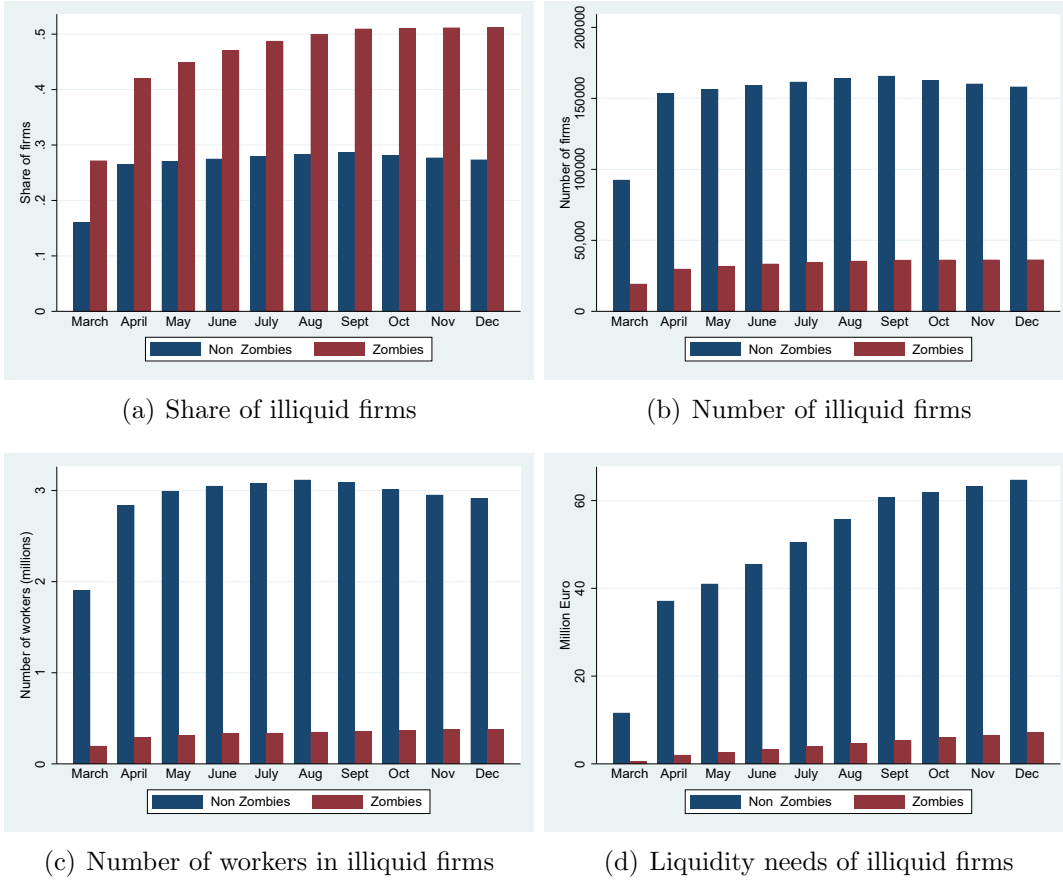 Share of firms
0
.1
.2
.3
.4
.5
March April May June July Aug Sept Oct Nov Dec
Non Zombies Zombies
(a) Share of illiquid firms
Number of firms
0
50,000
100000
150000
200000
March April May June July Aug Sept Oct Nov Dec
Non Zombies Zombies
(b) Number of illiquid firms
Number of workers (millions)
0
1
2
3
March April May June July Aug Sept Oct Nov Dec
Non Zombies Zombies
(c) Number of workers in illiquid firms
Million Euro
0
20
40
60
March April May June July Aug Sept Oct Nov Dec
Non Zombies Zombies
(d) Liquidity needs of illiquid firms